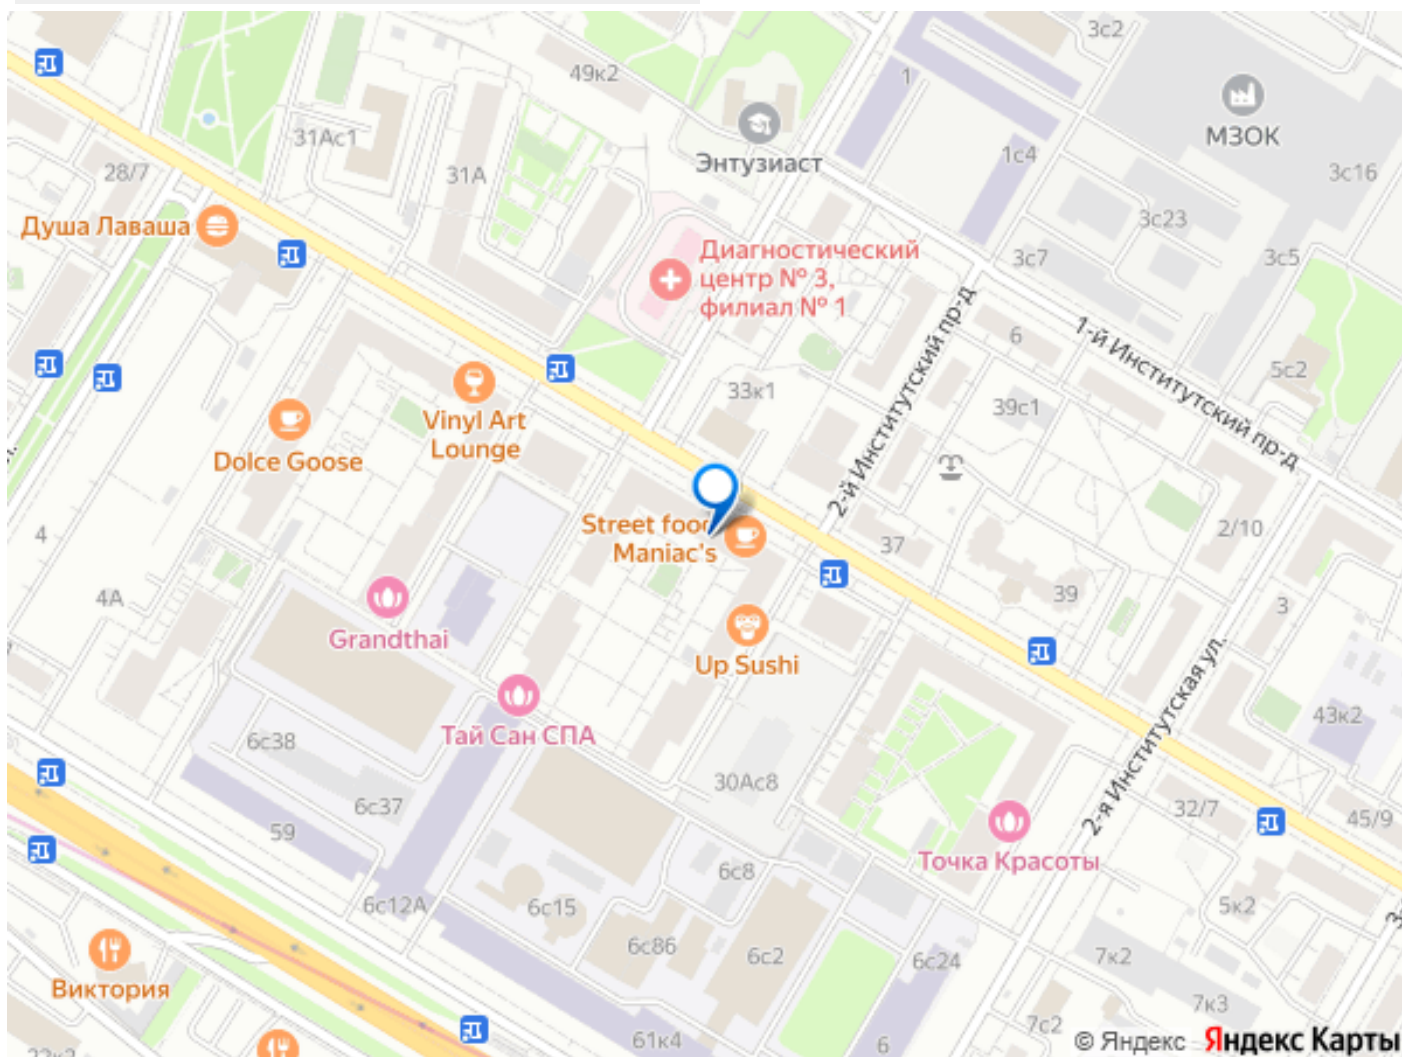 3с2
49к2
1
МЗОК
31Ас1
Энтузиаст
1с4
28/7
31А
3с16
Душа Лаваша
3с23
Диагностический
центр № 3,
филиал № 1
3с7
3с5
2-й Институтский пр-д
6
1-й Институтский пр-д
5с2
33к1
39с1
Vinyl Art
Lounge
Dolce Goose
Street food
Maniac's
4
37
2/10
4А
39
3
Grandthai
Up Sushi
2-я Институтская ул.
43к2
Тай Сан СПА
6с38
30Ас8
6с37
32/7
45/9
59
Точка Красоты
6с8
6с12А
6с15
5к2
6с86
6с2
6с24
7к2
Виктория
7к3
7с2
61к4
6
© Яндекс Яндекс Карты